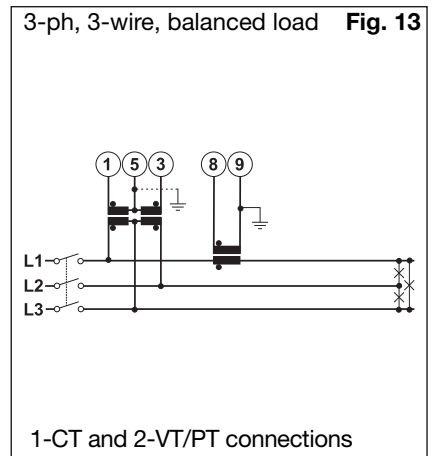 3-ph, 3-wire, balanced load Fig. 13
1 5 3 8 9
L1
L2
L3
1-CT and 2-VT/PT connections